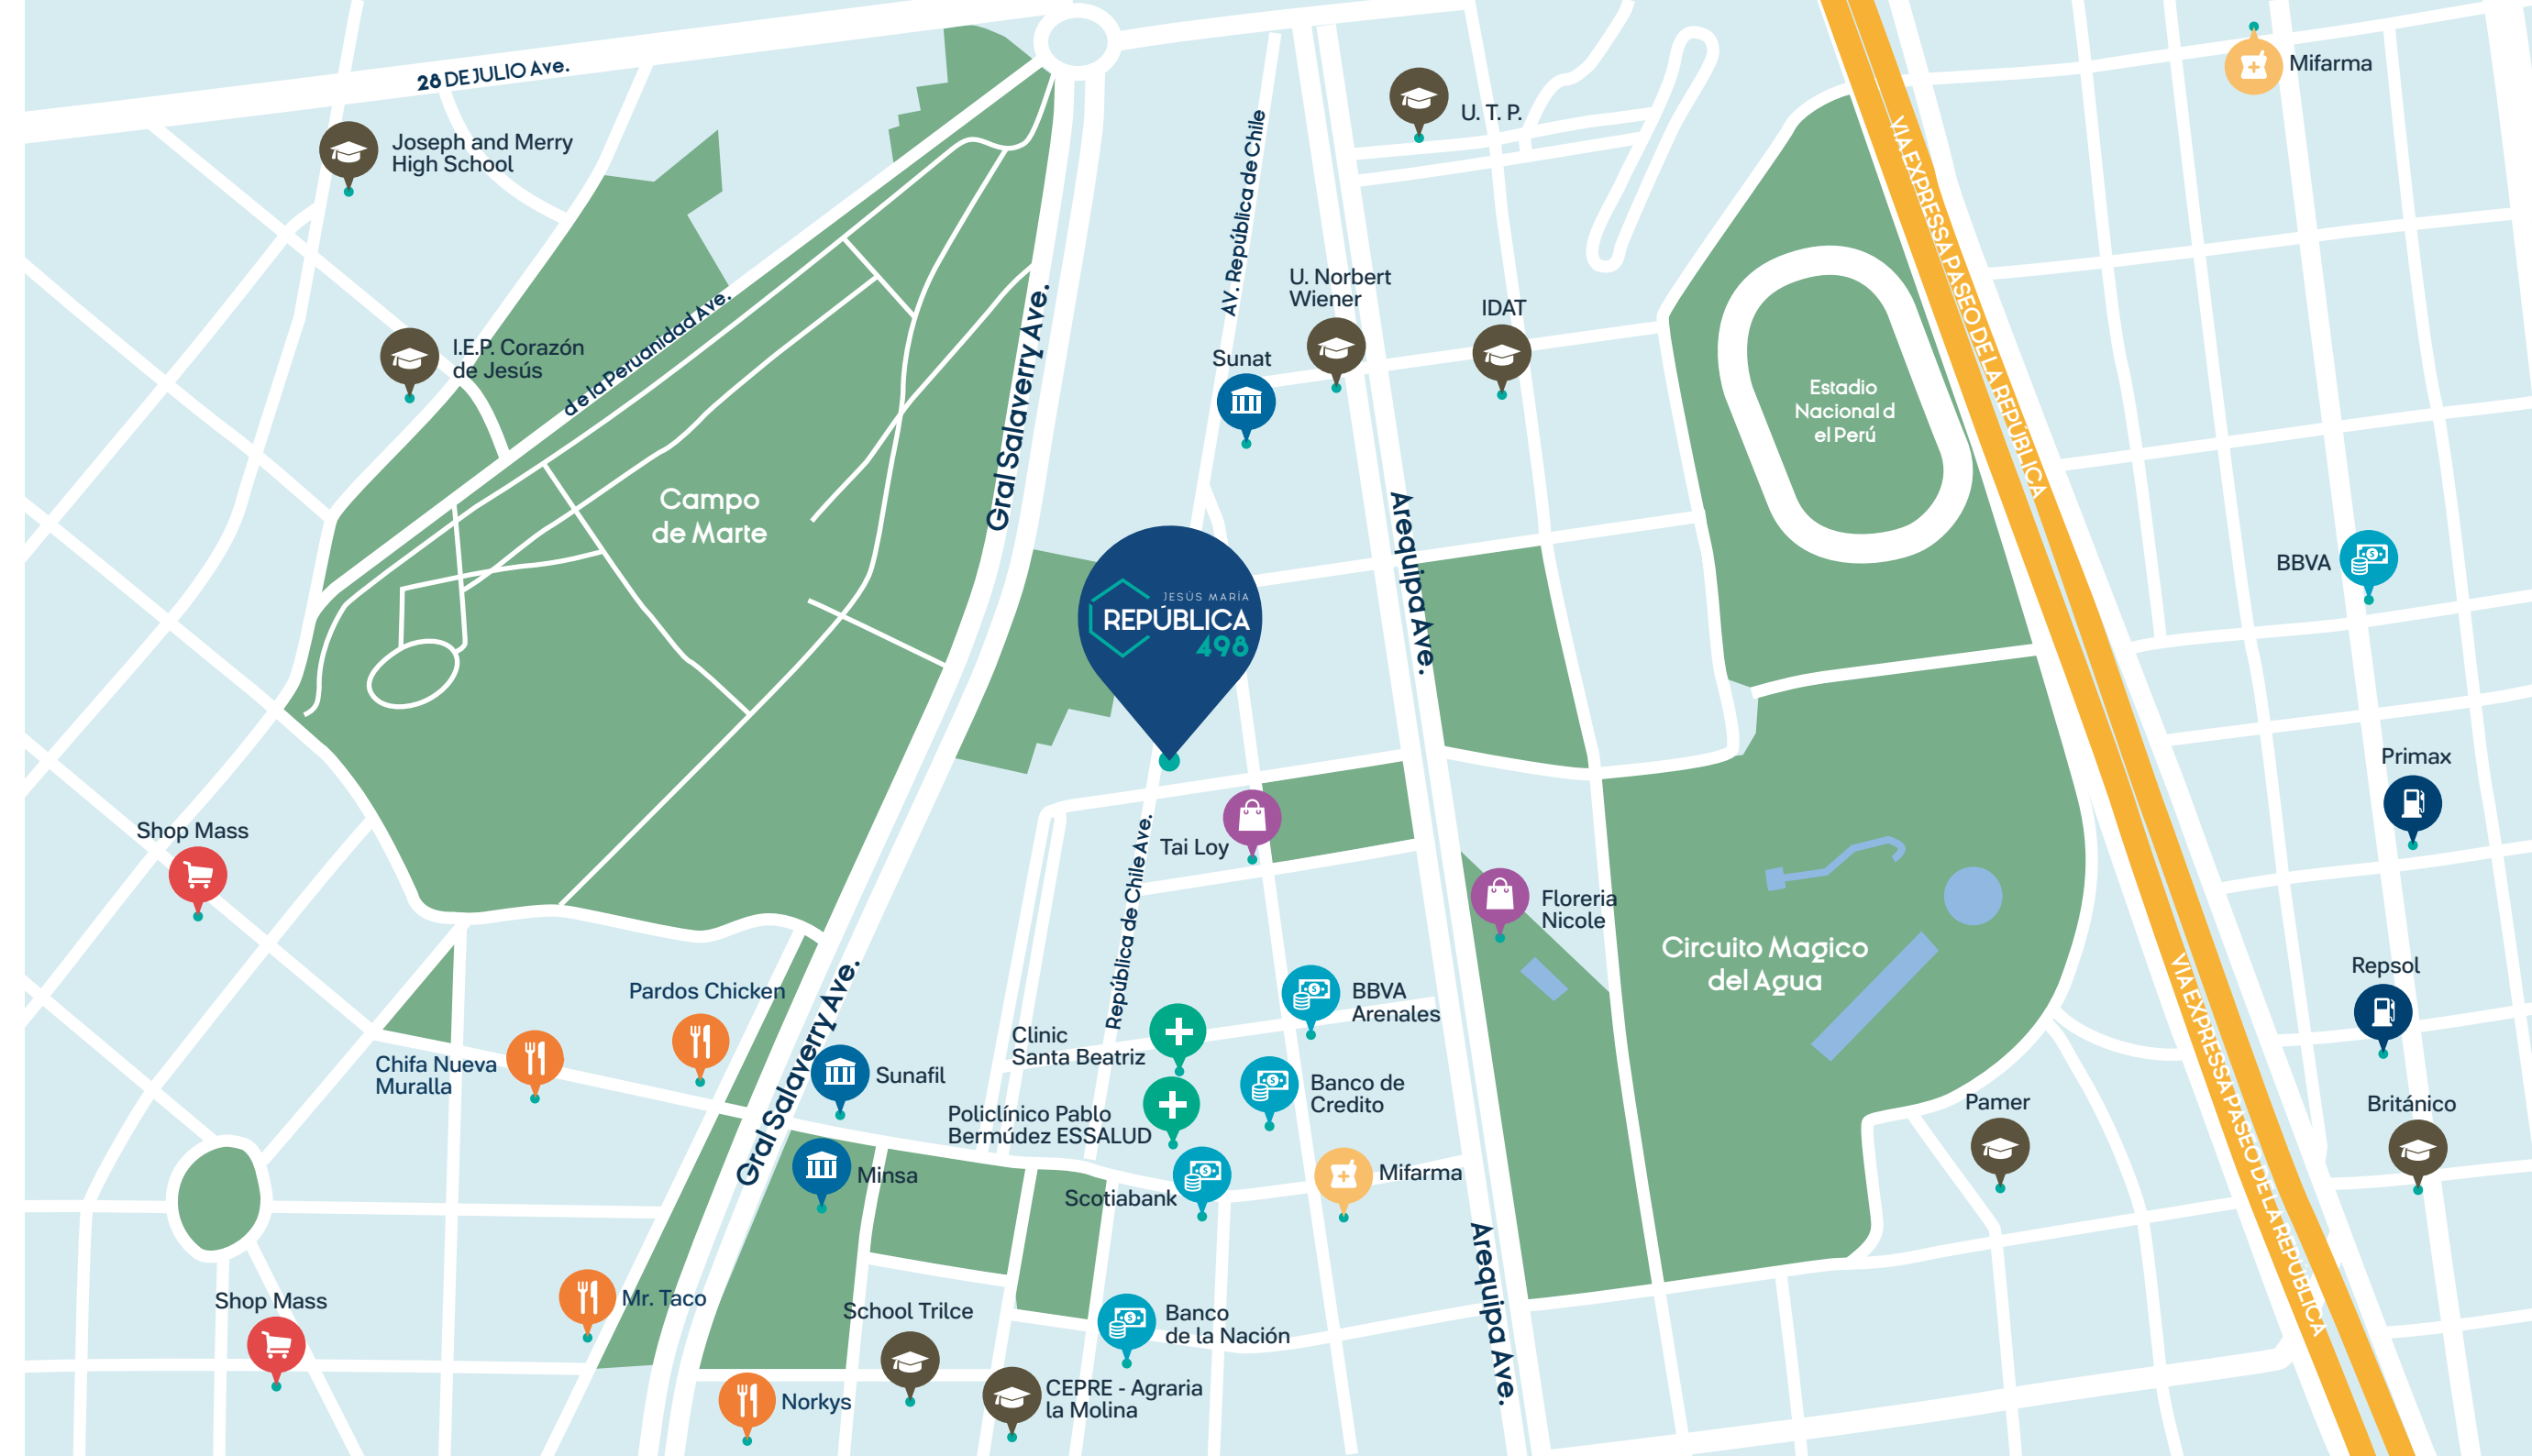 28 DE JULIO Ave.
Joseph and Merry
High School
U. T. P.
Mifarma
AV. República de Chile
VIA EXPRESSA PASEO DE LA REPÚBLICA
U. Norbert
Wiener
IDAT
Sunat
I.E.P. Corazón
de Jesús
de la Peruanidad Ave.
Gral Salaverry Ave.
Estadio
Nacional d
el Perú
Campo
de Marte
Arequipa Ave.
BBVA
JESÚS MARÍA
REPÚBLICA
498
Primax
Shop Mass
Tai Loy
República de Chile Ave.
Floreria
Nicole
Circuito Magico
del Agua
Repsol
Pardos Chicken
Gral Salaverry Ave.
BBVA
Arenales
Clinic
Santa Beatriz
Chifa Nueva
Muralla
Sunafil
Banco de
Credito
Policlínico Pablo
Bermúdez ESSALUD
Pamer
Británico
VIA EXPRESSA PASEO DE LA REPÚBLICA
Minsa
Scotiabank
Mifarma
Arequipa Ave.
Shop Mass
Mr. Taco
School Trilce
Banco
de la Nación
Norkys
CEPRE - Agraria
la Molina